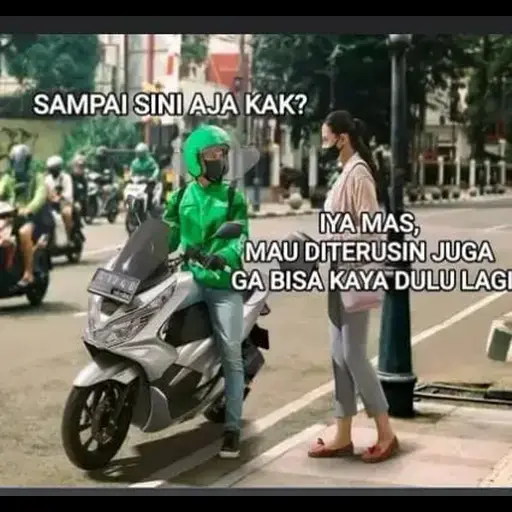 SAMPAI SINI AJA KAK?
IYA MAS,
MAU DITERUSIN JUGA
GA BISA KAYA DULU LAGI